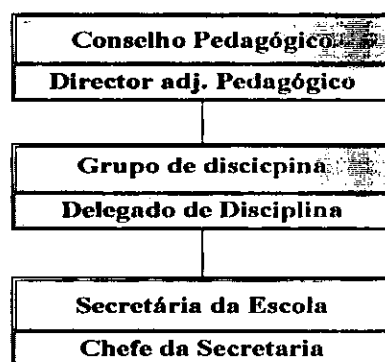 Conselho Pedagógico
Director adj. Pedagógico
Grupo de discicpina
Delegado de Disciplina
Secretária da Escola
Chefe da Secretaria